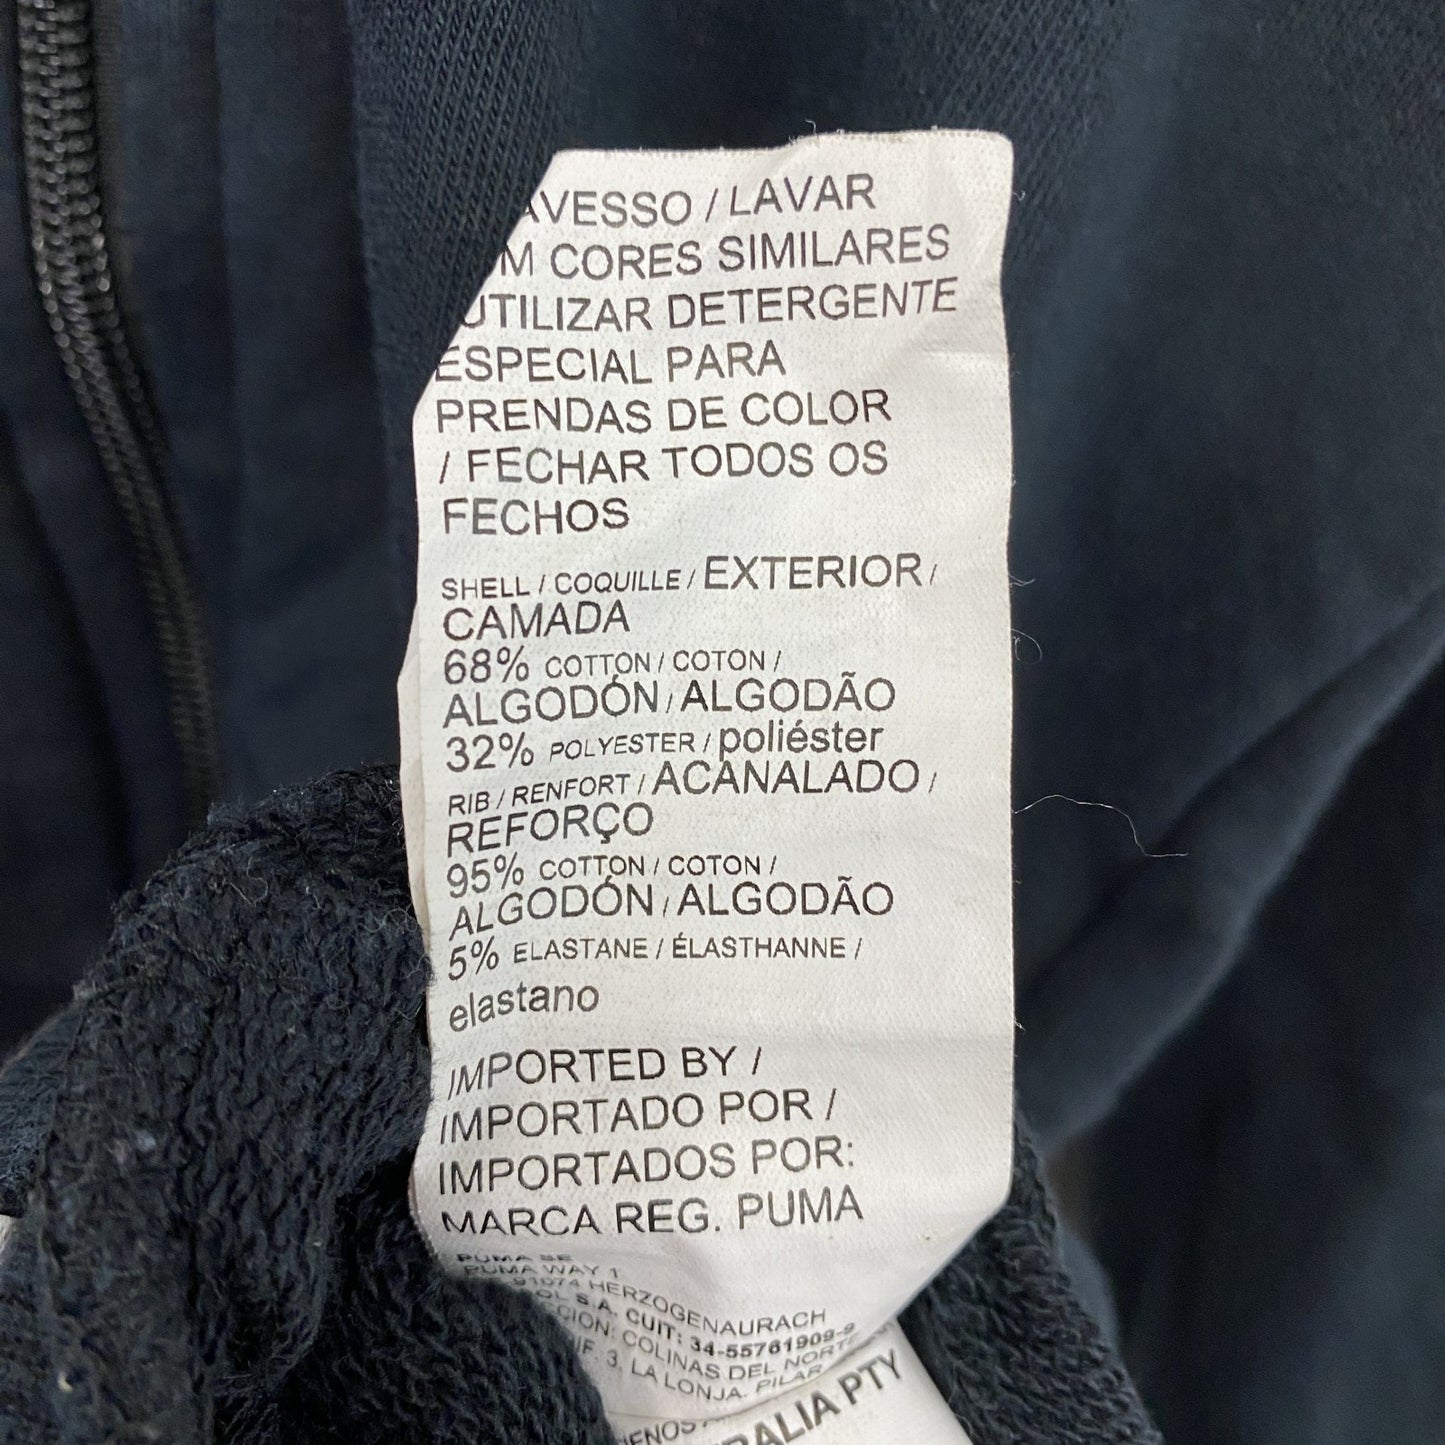 AVESSO / LAVAR
M CORES SIMILARES
UTILIZAR DETERGENTE
ESPECIAL PARA
PRENDAS DE COLOR
/ FECHAR TODOS OS
FECHOS
SHELL / COQUILLE / EXTERIOR /
CAMADA
68% COTTON / COTON /
ALGODÓN / ALGODÃO
32% POLYESTER / poliéster
RIB / RENFORT / ACANALADO /
REFORÇO
95% COTTON / COTON /
ALGODÓN / ALGODÃO
5% ELASTANE / ÉLASTHANNE /
elastano
IMPORTED BY /
IMPORTADO POR /
IMPORTADOS POR:
MARCA REG. PUMA
PUMA SE
PUMA WAY 1
91074 HERZOGENAURACH
S.A. CUIT: 34-55761909-9
CION: COLINAS DEL NORTE
3, LA LONJA. PILAR
RALIA PTY